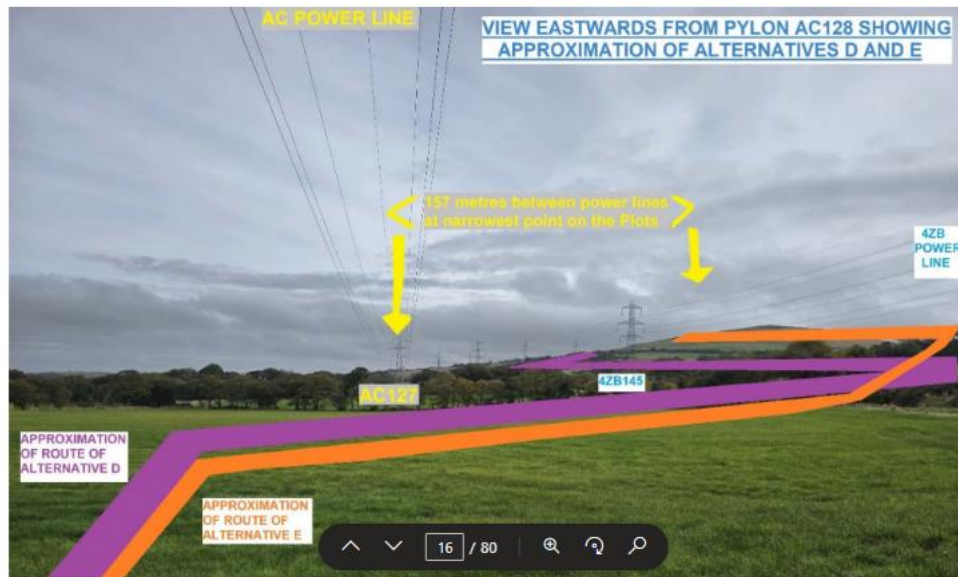 AC POWER LINE
VIEW EASTWARDS FROM PYLON AC128 SHOWING
APPROXIMATION OF ALTERNATIVES D AND E
157 metres between power lines
at narrowest point on the Plots
4ZB
POWER
LINE
4ZB145
AC127
APPROXIMATION
OF ROUTE OF
ALTERNATIVE D
APPROXIMATION
OF ROUTE OF
ALTERNATIVE E
16 / 80